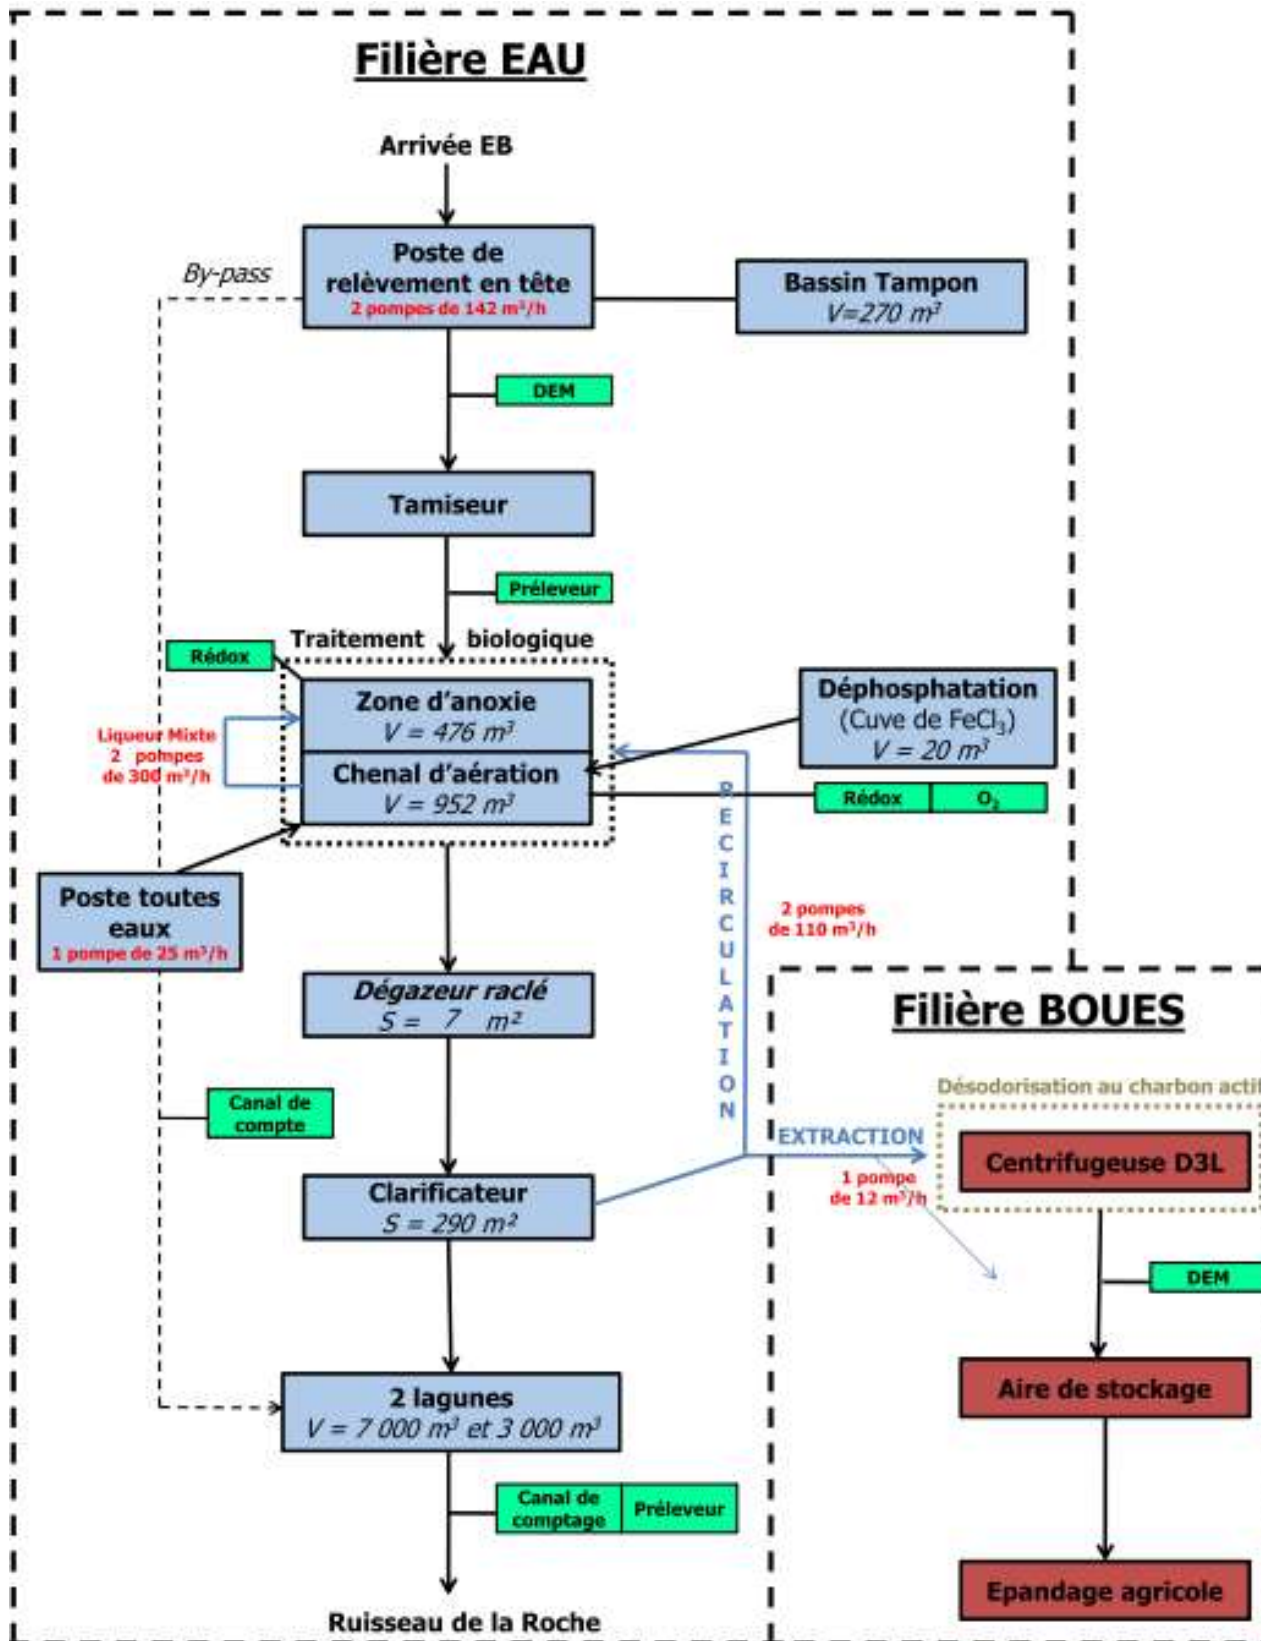 Filière EAU
Arrivée EB
By-pass
Poste de
relèvement en tête
2 pompes de 142 m³/h
Bassin Tampon
V=270 m³
DEM
Tamiseur
Préleveur
Traitement biologique
Rédox
Zone d'anoxie
V = 476 m³
Déphosphatation
(Cuve de FeCl₃)
V = 20 m³
Liqueur Mixte
2 pompes
de 300 m³/h
Chenal d'aération
V = 952 m³
Rédox O₂
RECIRCULATION
Poste toutes
eaux
1 pompe de 25 m³/h
2 pompes
de 110 m³/h
Dégazeur raclé
S = 7 m²
Filière BOUES
Canal de
compte
Désodorisation au charbon actif
EXTRACTION
Centrifugeuse D3L
1 pompe
de 12 m³/h
Clarificateur
S = 290 m²
DEM
2 lagunes
V = 7 000 m³ et 3 000 m³
Aire de stockage
Canal de
comptage
Préleveur
Epandage agricole
Ruisseau de la Roche